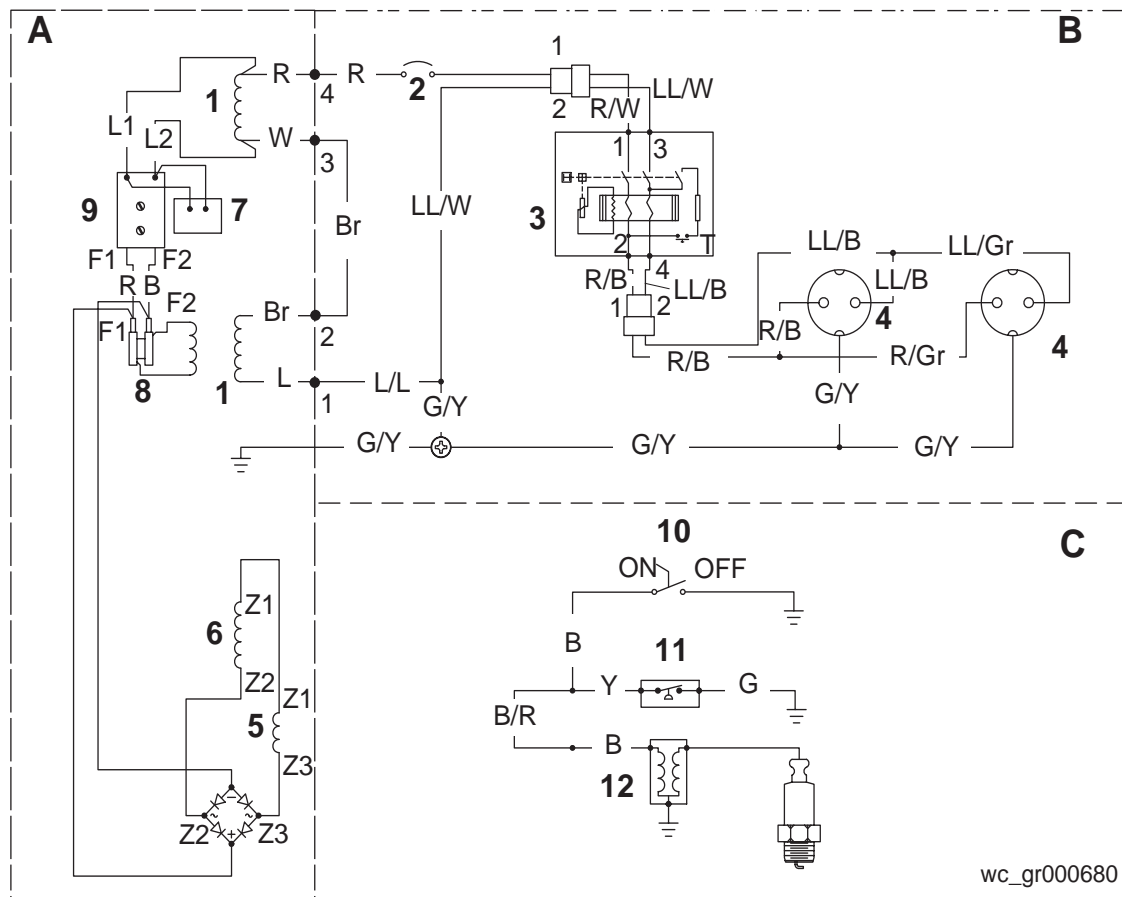 A
B
1
R
4
R
2
1
2
R/W
LL/W
1
L1
L2
W
3
1
3
9
7
Br
LL/W
3
2
T
4
F1
F2
R
B
F2
F1
R/B
LL/B
1
2
LL/B
LL/B
LL/Gr
4
4
R/B
R/B
R/Gr
Br
2
8
1
L
1
L/L
G/Y
G/Y
G/Y
G/Y
G/Y
C
10
ON
OFF
B
11
Y
G
B/R
B
12
6
Z1
Z2
Z1
5
Z3
Z2
Z3
~
−
~
+
wc_gr000680